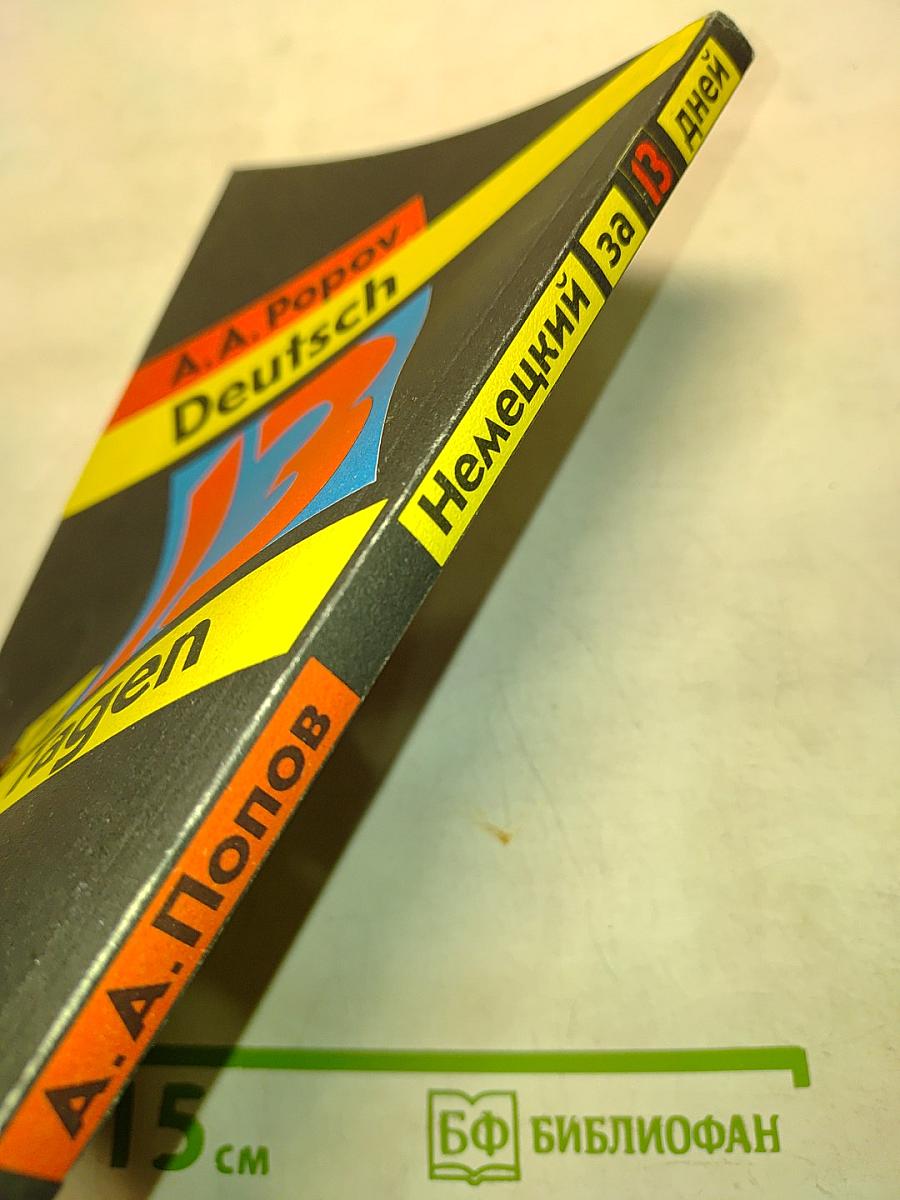 A. A. Popov
Deutsch
13
Tagen
А. А. Попов
Немецкий за 13 дней
15 см
БФ БИБЛИОФАН